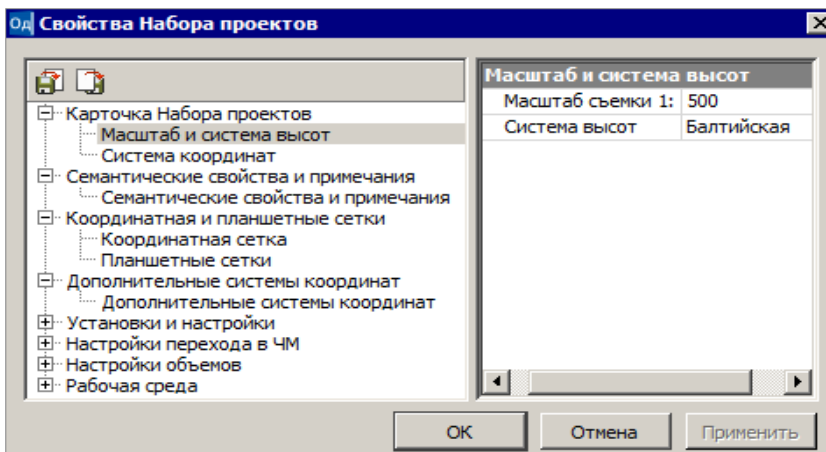 Од Свойства Набора проектов
Карточка Набора проектов
Масштаб и система высот
Система координат
Семантические свойства и примечания
Семантические свойства и примечания
Координатная и планшетные сетки
Координатная сетка
Планшетные сетки
Дополнительные системы координат
Дополнительные системы координат
Установки и настройки
Настройки перехода в ЧМ
Настройки объемов
Рабочая среда
Масштаб и система высот
Масштаб съемки 1: 500
Система высот Балтийская
ОК Отмена Применить